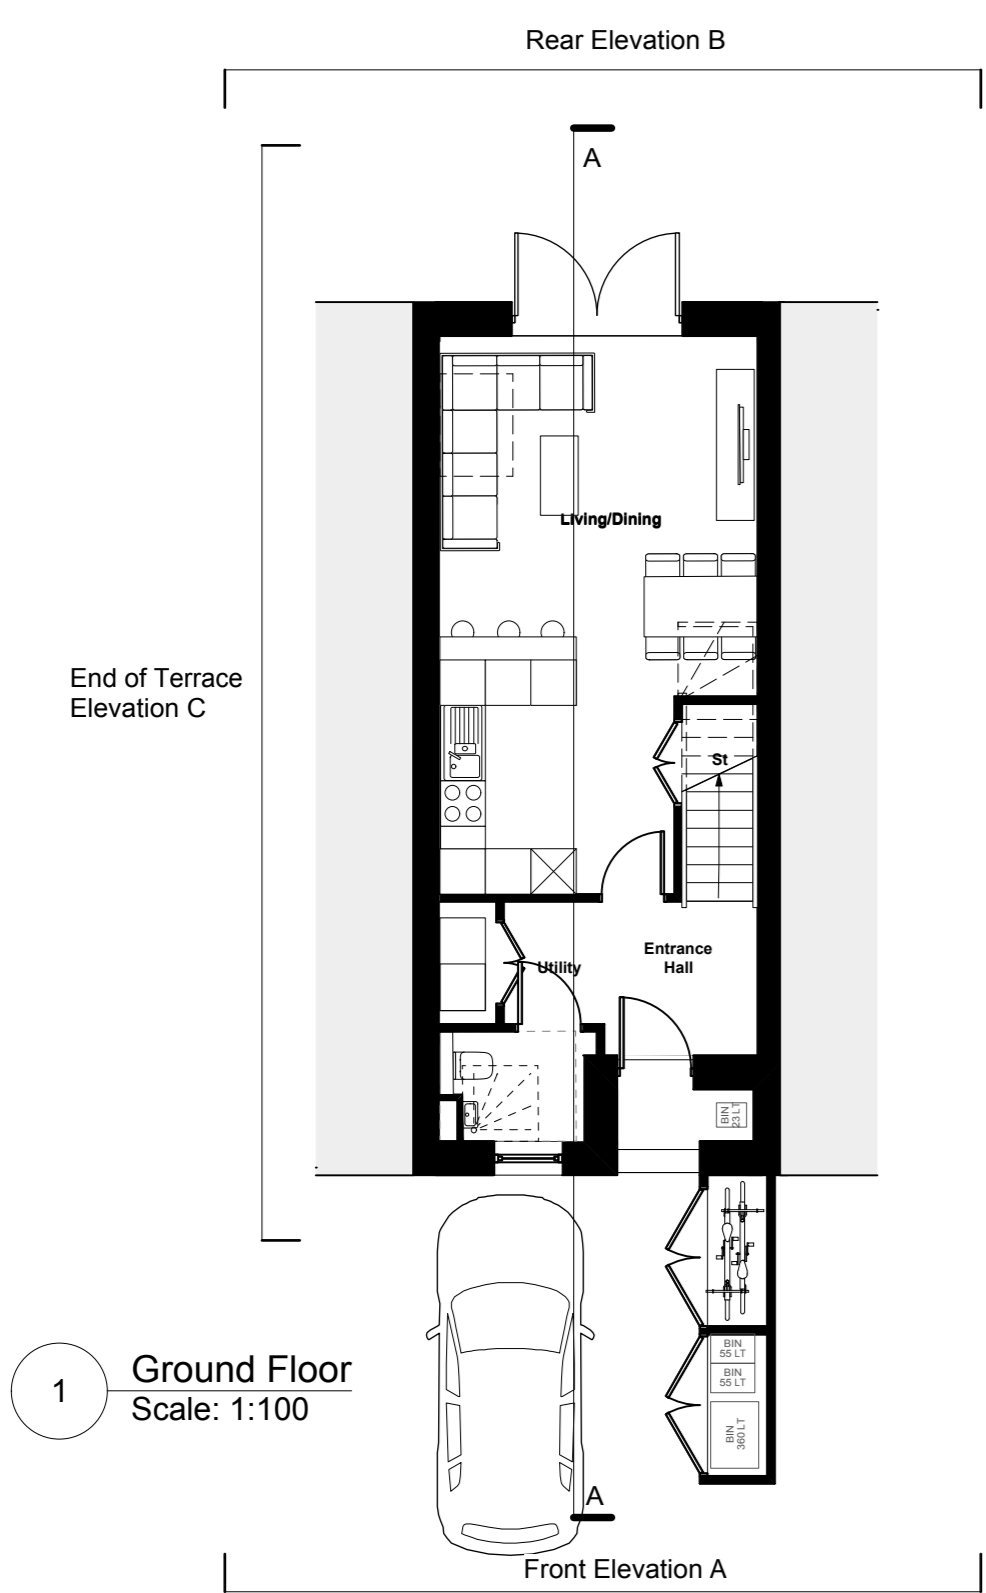 Rear Elevation B
A
Living/Dining
End of Terrace
Elevation C
St
Entrance
Hall
Utility
BIN
23 LT
BIN
55 LT
BIN
55 LT
BIN
360 LT
1
Ground Floor
Scale: 1:100
A
Front Elevation A